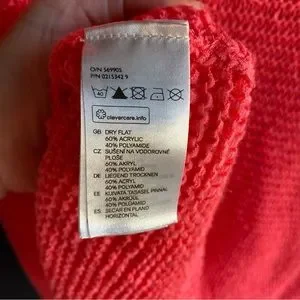 O/N 569905
P/N 0215342 9
40
clevercare.info
GB DRY FLAT
60% ACRYLIC
40% POLYAMIDE
CZ SUŠENÍ NA VODOROVNÉ
PLOŠE
60% AKRYL
40% POLYAMID
DE LIEGEND TROCKNEN
60% ACRYL
40% POLYAMID
EE KUIVATA TASASEL PINNAL
60% AKRÜÜL
40% POLÜAMIID
ES SECAR EN PLANO
HORIZONTAL